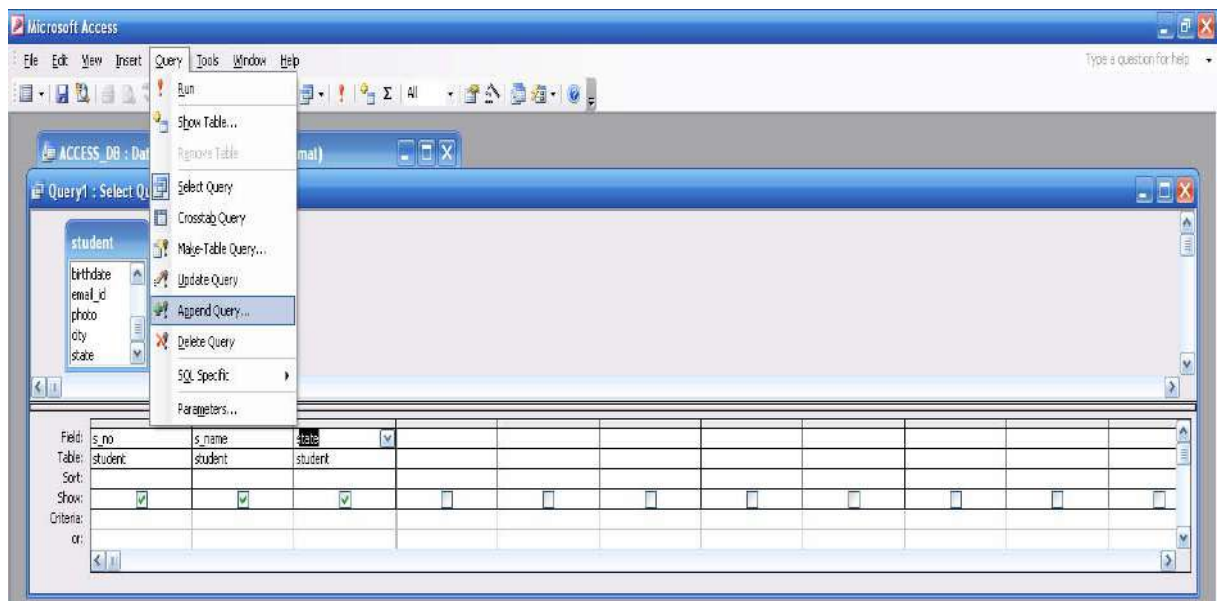 Microsoft Access
File Edit View Insert Query Tools Window Help
Type a question for help
Run
All
Show Table...
ACCESS_DB : Dat
mat)
Remove Table
Query1 : Select Qu
Select Query
Crosstab Query
student
Make-Table Query...
birthdate
Update Query
email_id
photo
Append Query...
city
Delete Query
state
SQL Specific
Parameters...
Field: s_no s_name state
Table: student student student
Sort:
Show:
Criteria:
or: